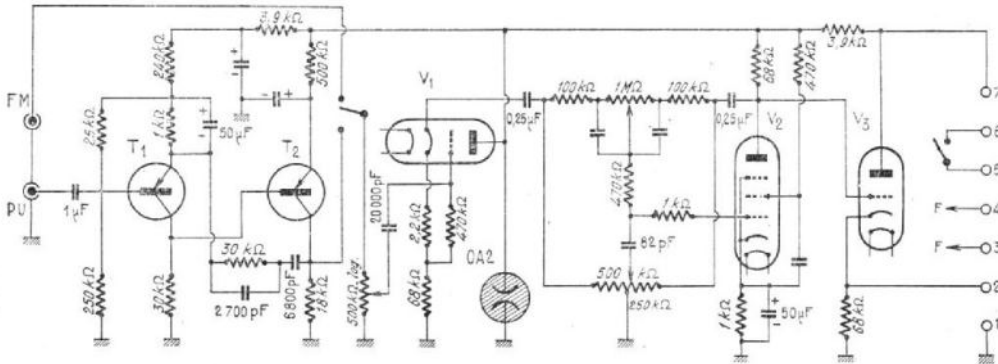 3,9kΩ
240kΩ
500kΩ
FM
25kΩ
1kΩ
50µF
T1
T2
PU
1µF
250kΩ
30kΩ
30kΩ
2700pF
6800pF
18kΩ
500kΩ log.
20000pF
V1
2,2kΩ
470kΩ
68kΩ
OA2
0,25µF
100kΩ
1MΩ
100kΩ
0,25µF
470kΩ
1kΩ
82pF
500 kΩ
250kΩ
68kΩ
470kΩ
V2
1kΩ
50µF
3,9kΩ
V3
68kΩ
7
6
5
F 4
F 3
2
1